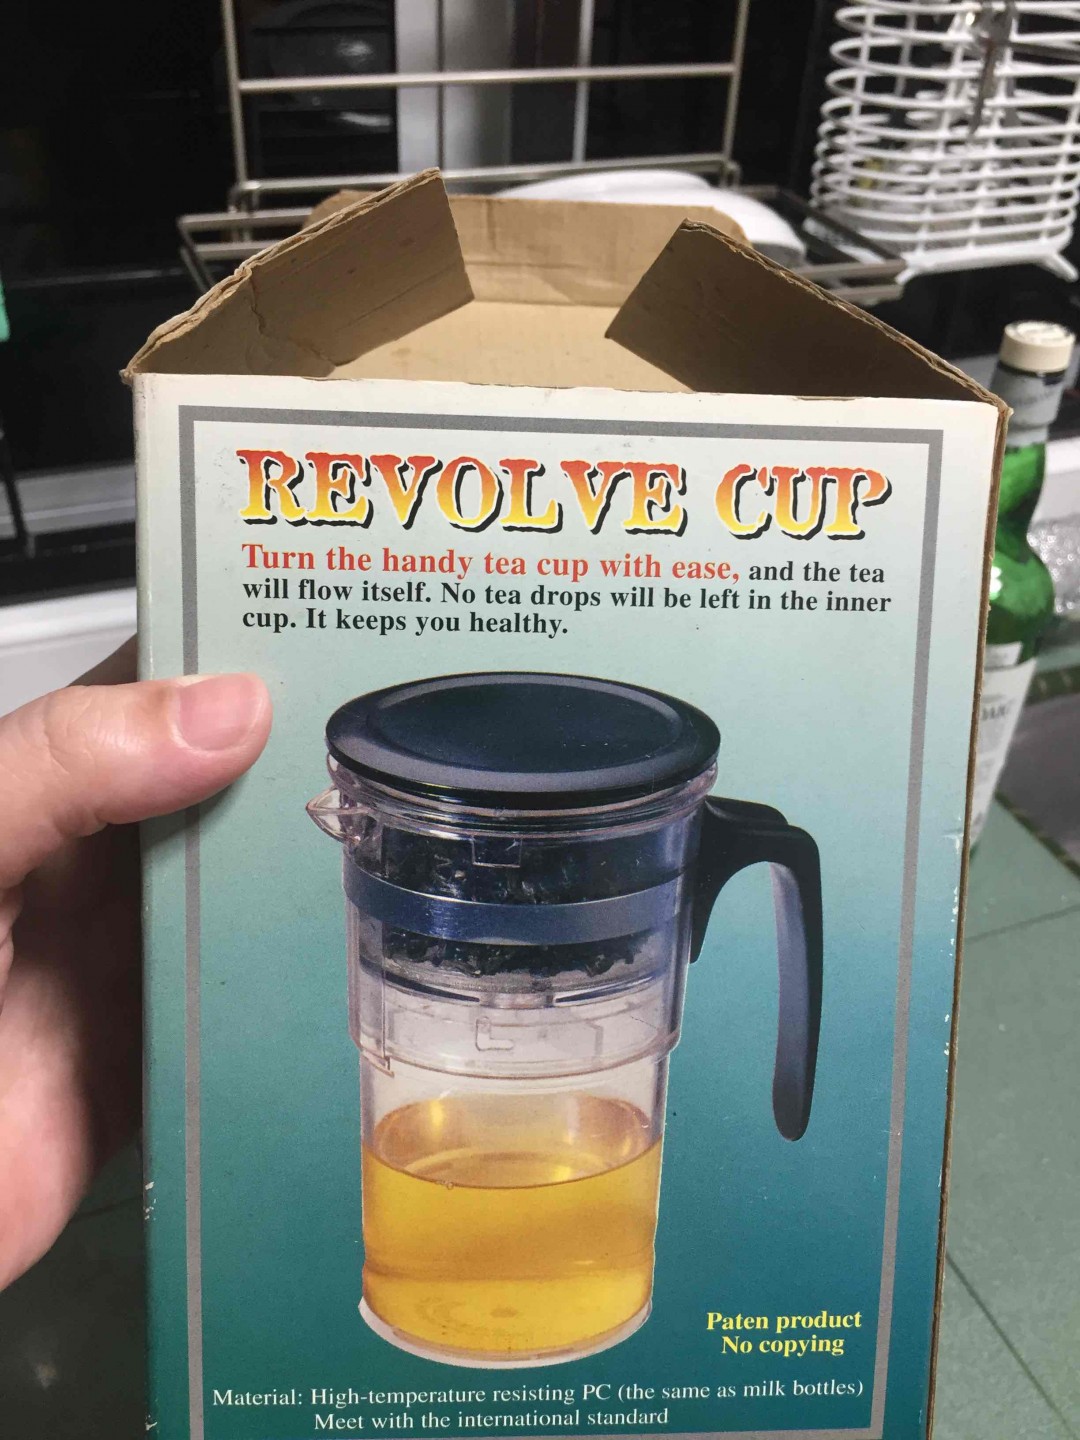 REVOLVE CUP
Turn the handy tea cup with ease, and the tea
will flow itself. No tea drops will be left in the inner
cup. It keeps you healthy.
Paten product
No copying
Material: High-temperature resisting PC (the same as milk bottles)
Meet with the international standard